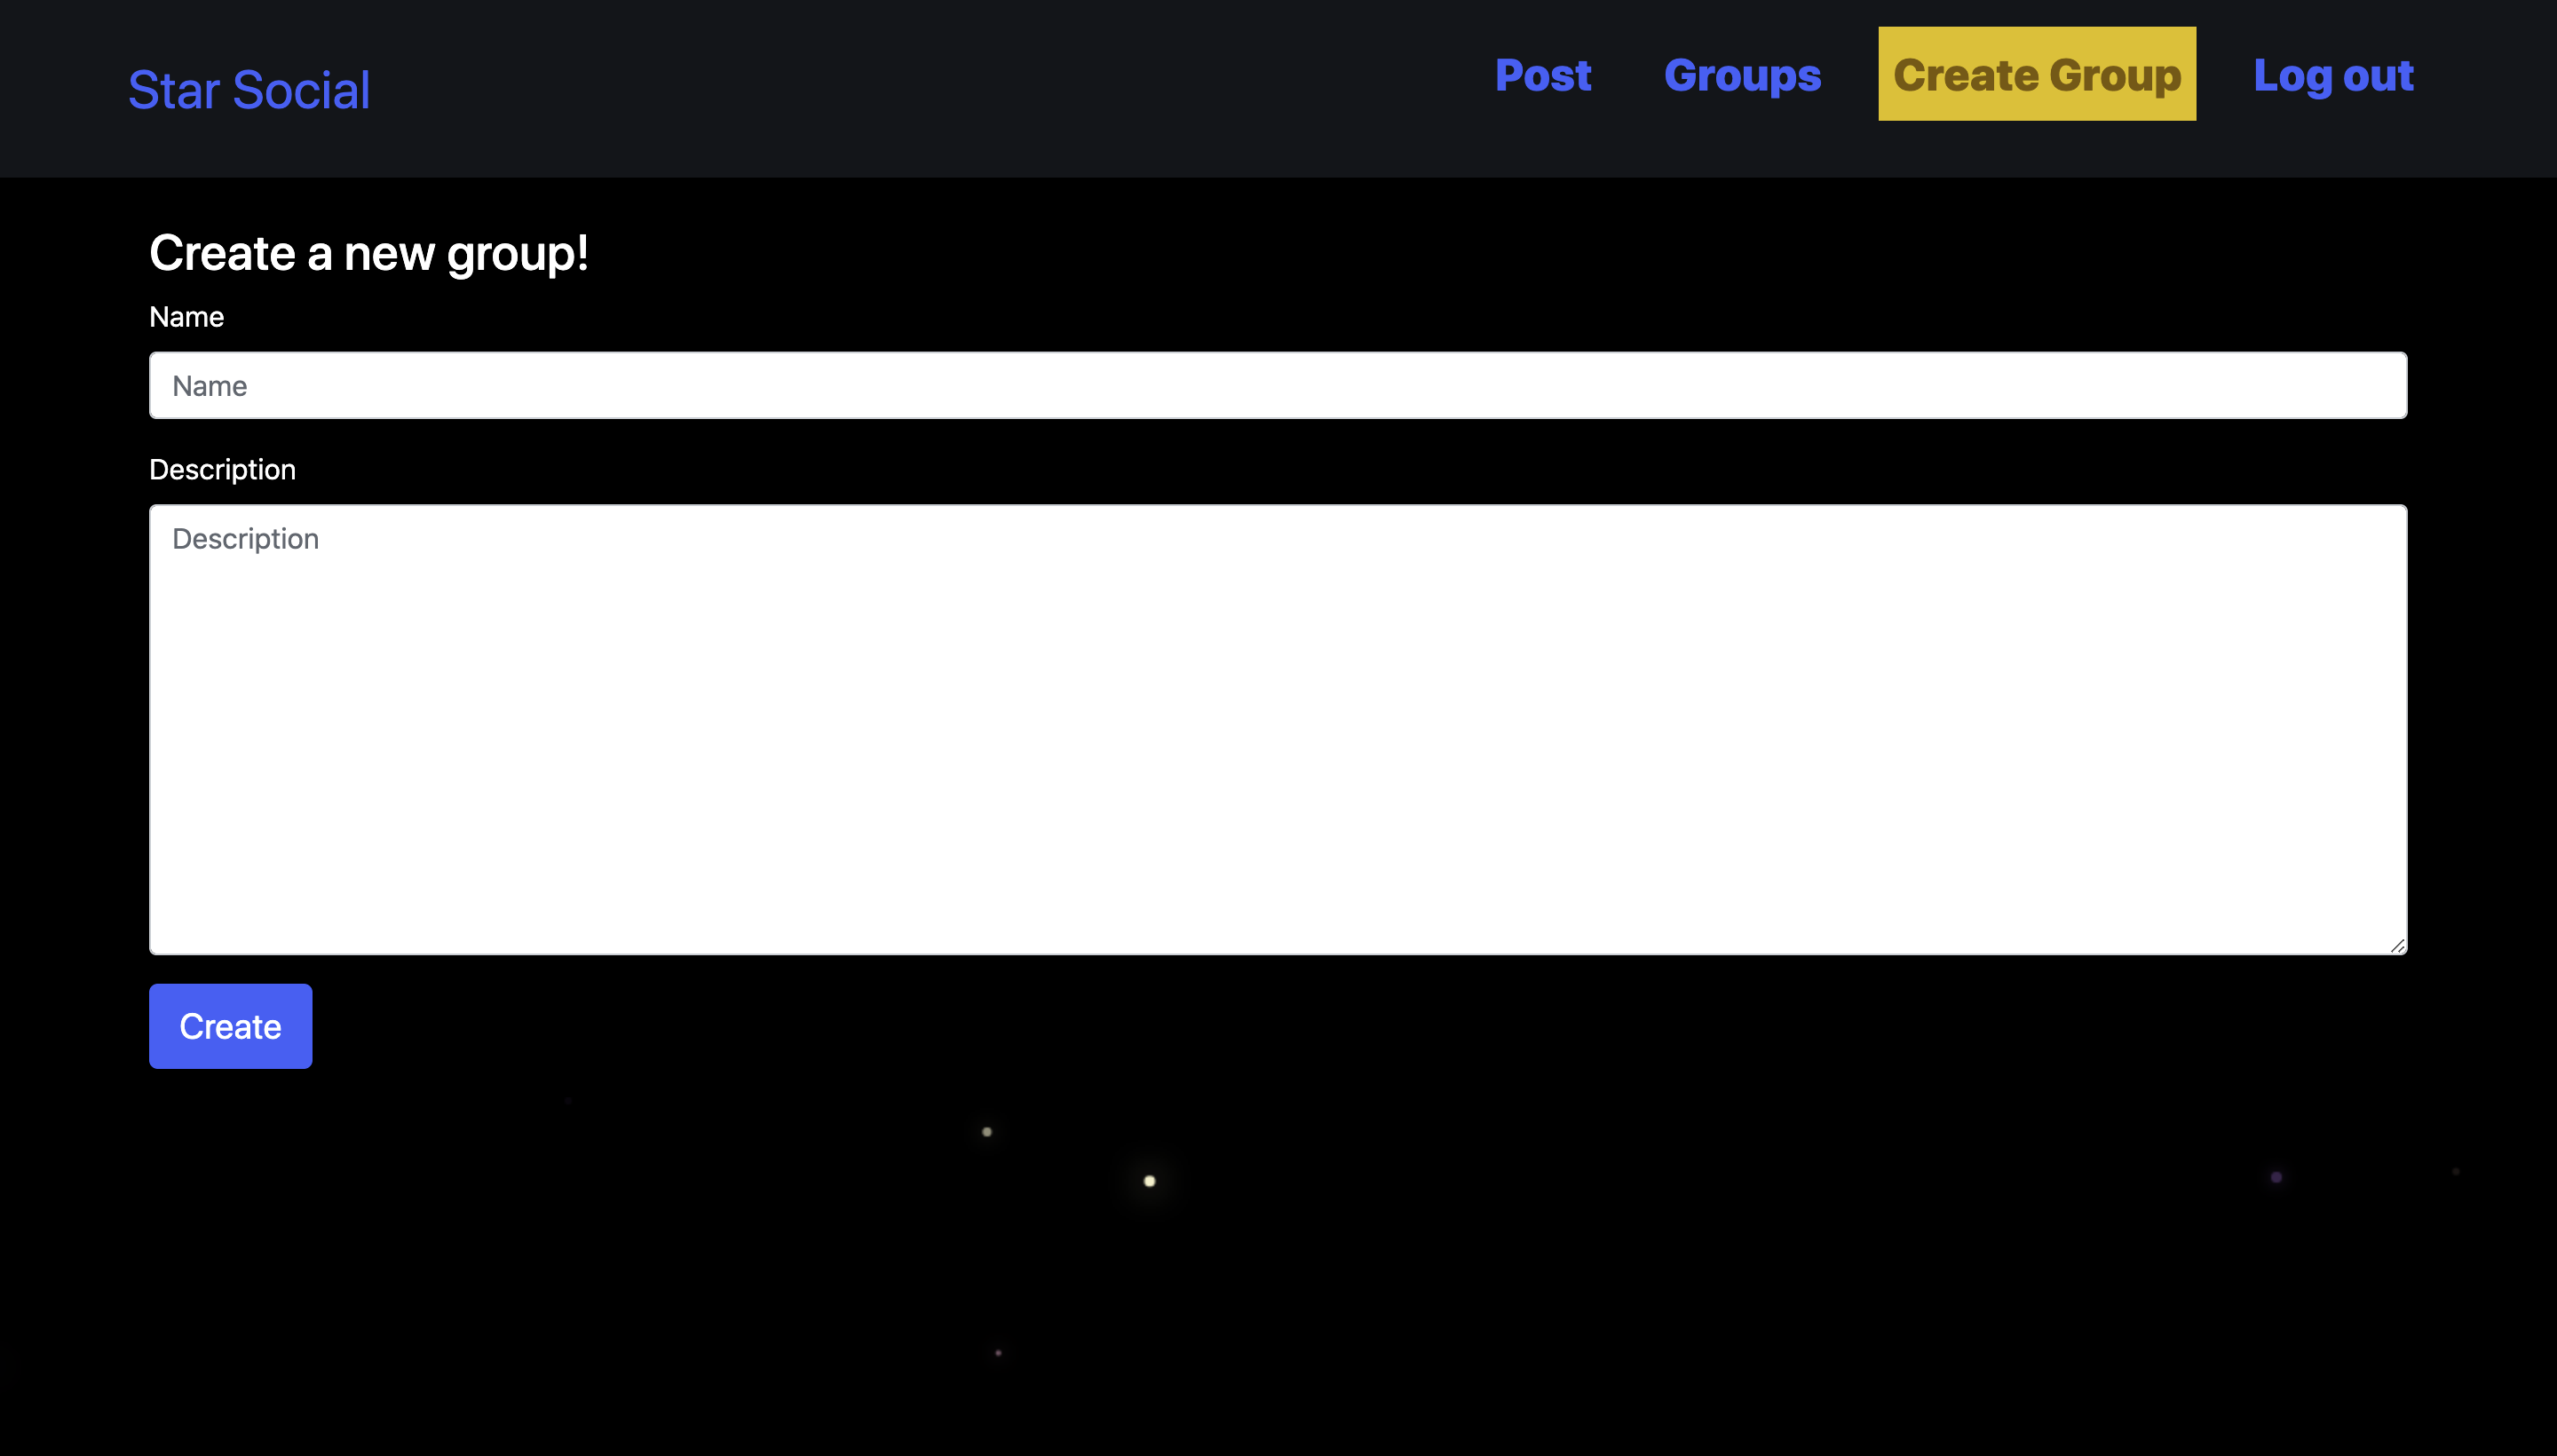 Star Social
Post
Groups
Create Group
Log out
Create a new group!
Name
Name
Description
Description
Create